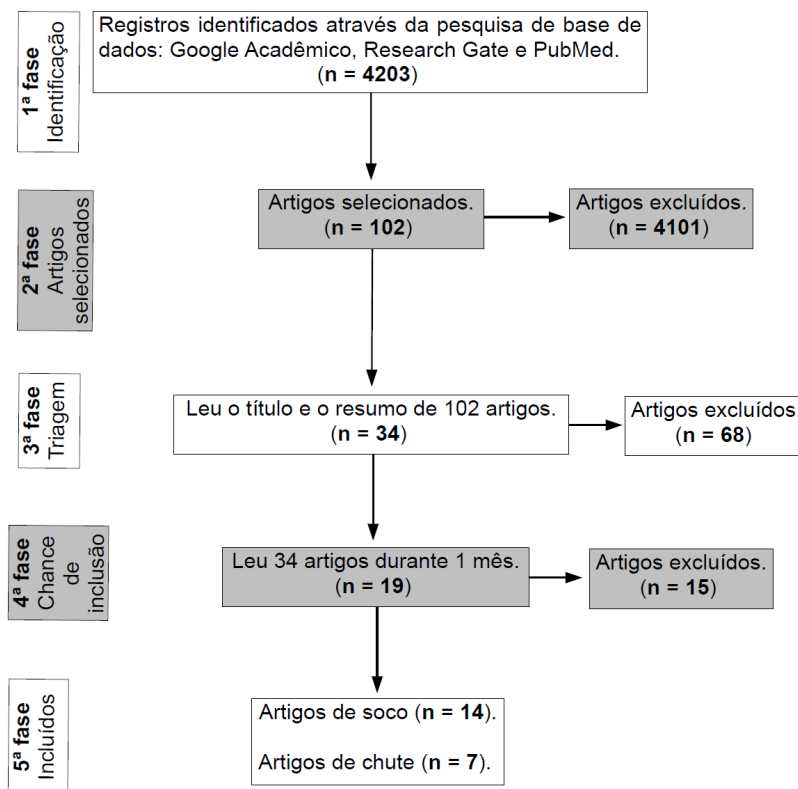 1ª fase
Identificação
Registros identificados através da pesquisa de base de
dados: Google Acadêmico, Research Gate e PubMed.
(n = 4203)
2ª fase
Artigos
selecionados
Artigos selecionados.
(n = 102)
Artigos excluídos.
(n = 4101)
3ª fase
Triagem
Leu o título e o resumo de 102 artigos.
(n = 34)
Artigos excluídos
(n = 68)
4ª fase
Chance
de
inclusão
Leu 34 artigos durante 1 mês.
(n = 19)
Artigos excluídos.
(n = 15)
5ª fase
Incluídos
Artigos de soco (n = 14).
Artigos de chute (n = 7).